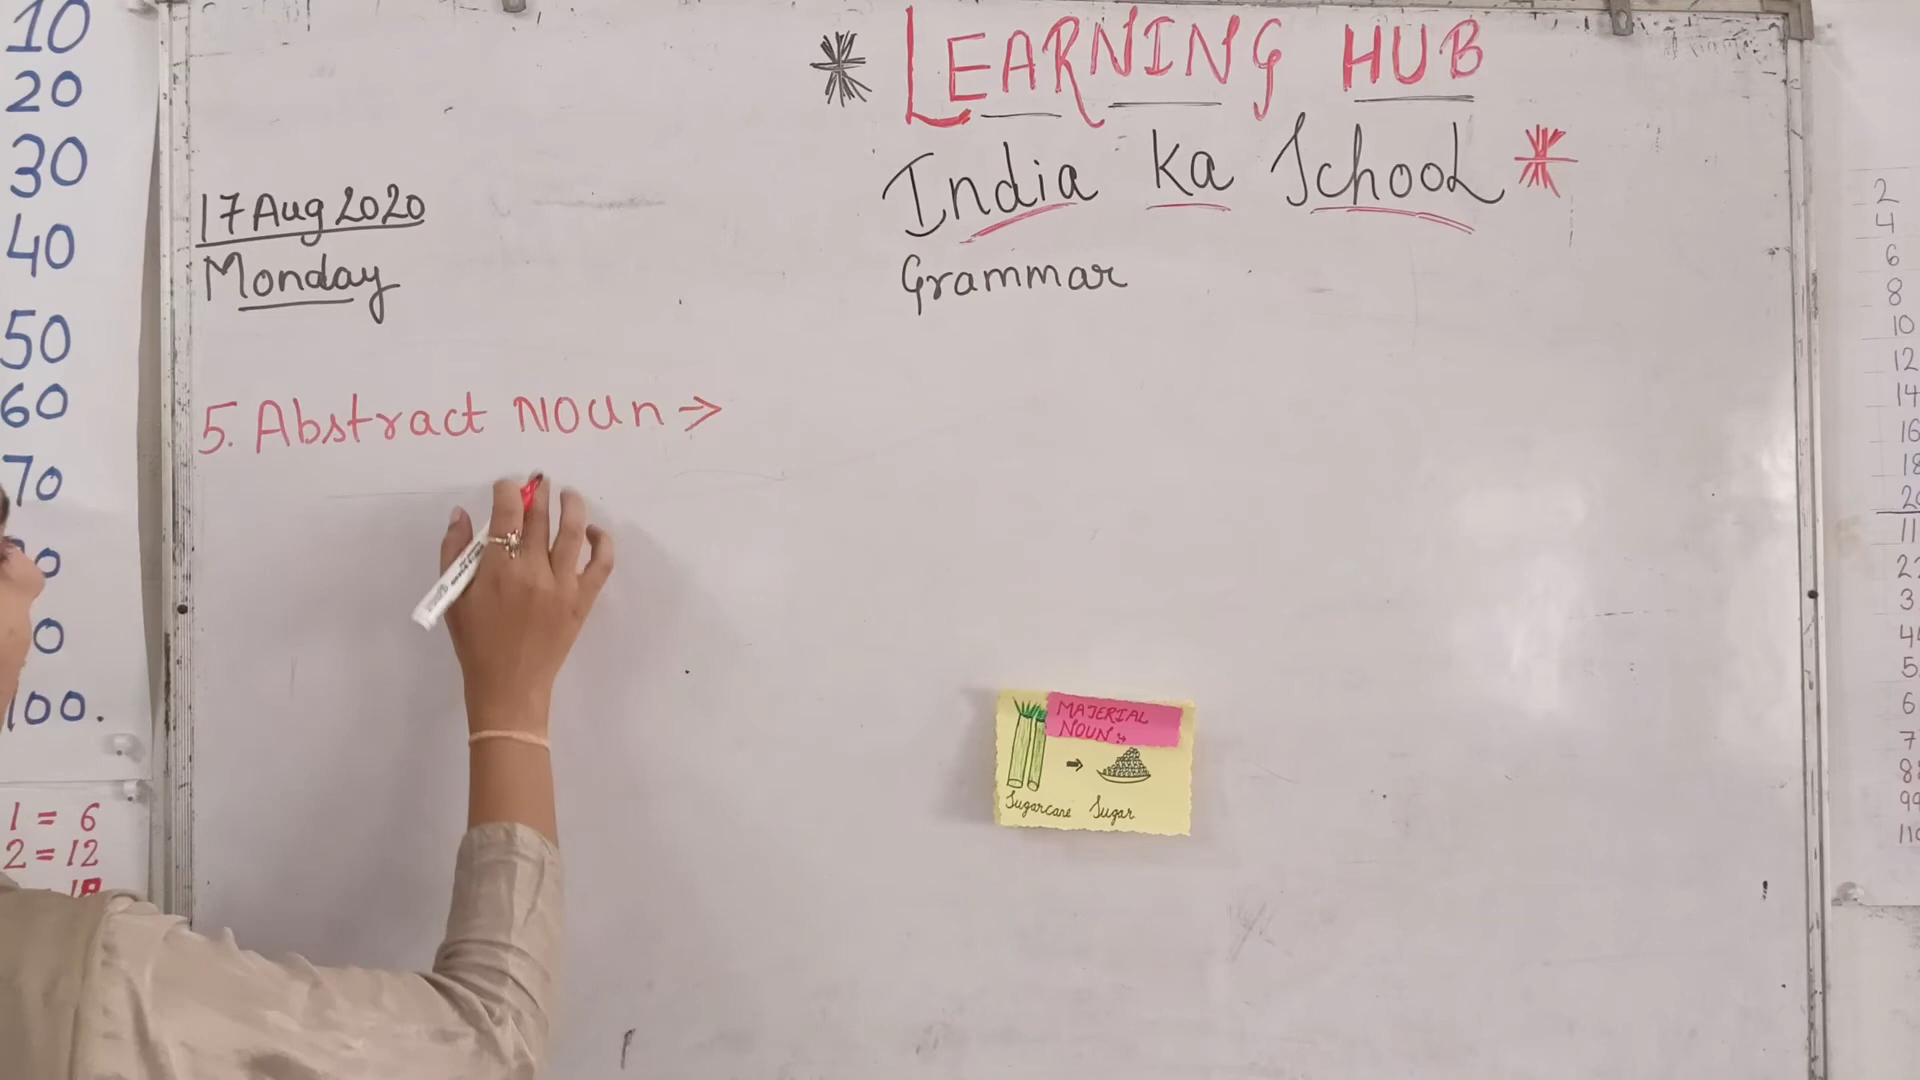 10
20
30
40
50
60
70
100.
1 = 6
2 = 12
* LEARNING HUB
India Ka School *
Grammar
17 Aug 2020
Monday
5. Abstract Noun →
MATERIAL
NOUN :-
Sugarcane → Sugar
2
4
6
8
10
12
14
16
18